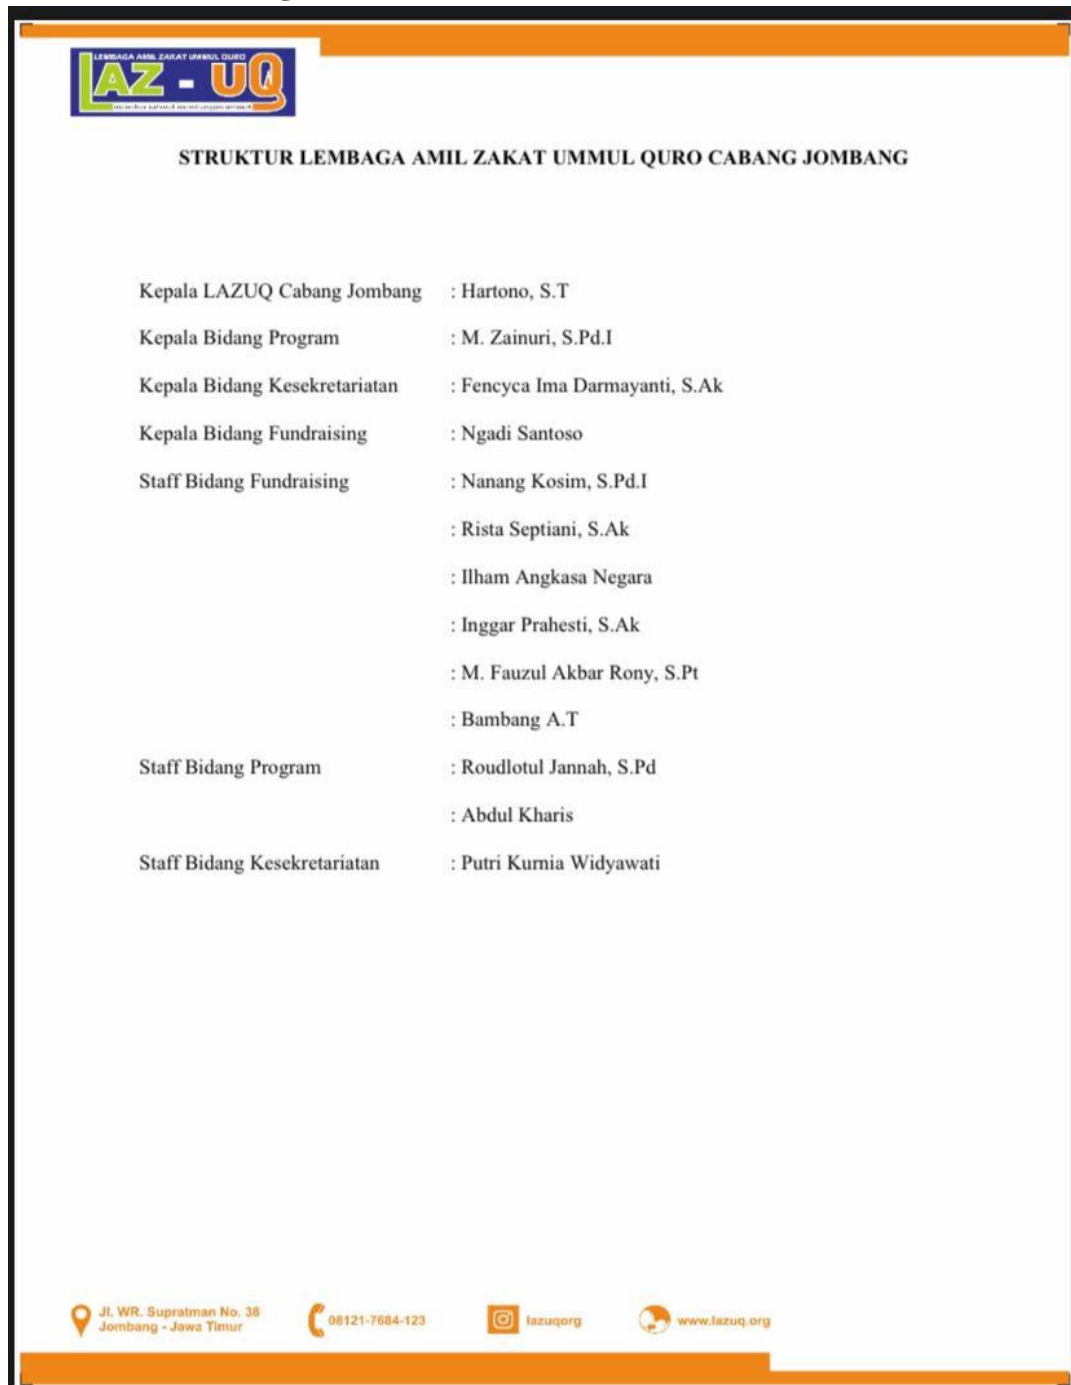 LEMBAGA AMIL ZAKAT UMMUL QURO
LAZ - UQ
STRUKTUR LEMBAGA AMIL ZAKAT UMMUL QURO CABANG JOMBANG
Kepala LAZUQ Cabang Jombang : Hartono, S.T
Kepala Bidang Program : M. Zainuri, S.Pd.I
Kepala Bidang Kesekretariatan : Fencyca Ima Darmayanti, S.Ak
Kepala Bidang Fundraising : Ngadi Santoso
Staff Bidang Fundraising : Nanang Kosim, S.Pd.I
: Rista Septiani, S.Ak
: Ilham Angkasa Negara
: Inggar Prahesti, S.Ak
: M. Fauzul Akbar Rony, S.Pt
: Bambang A.T
Staff Bidang Program : Roudlotul Jannah, S.Pd
: Abdul Kharis
Staff Bidang Kesekretariatan : Putri Kurnia Widyawati
Jl. WR. Supratman No. 38
Jombang - Jawa Timur
08121-7684-123
lazuqorg
www.lazuq.org